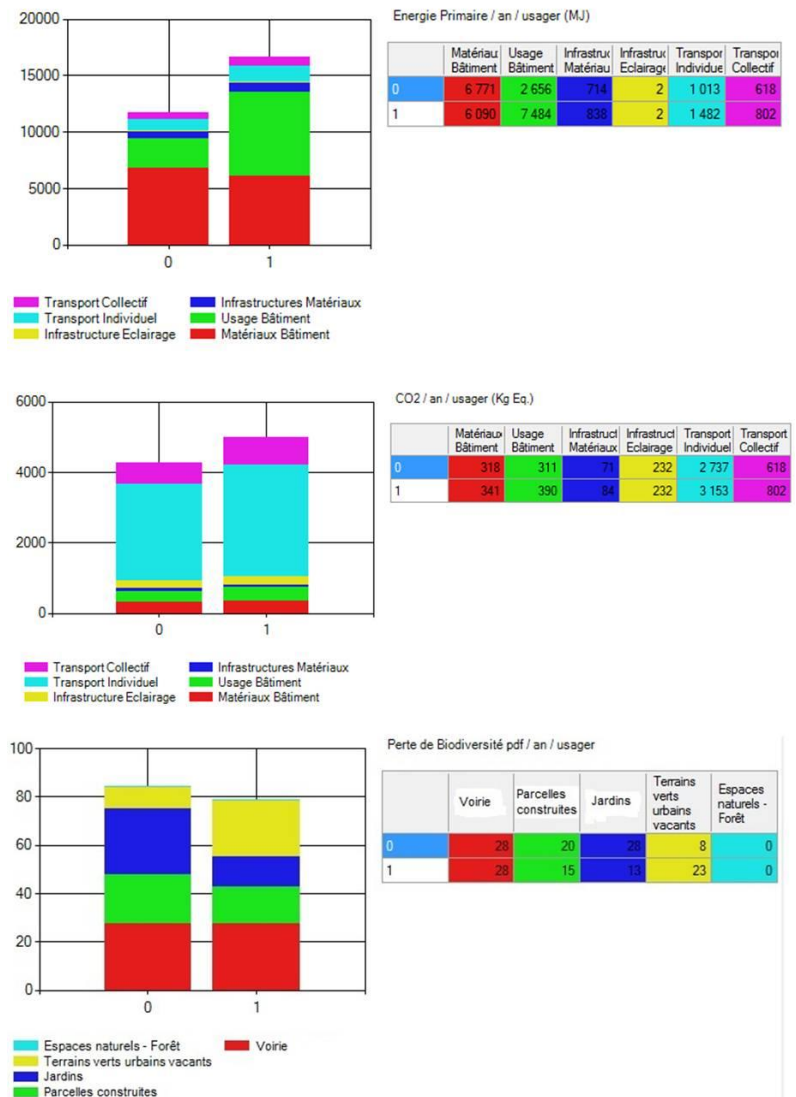 Energie Primaire / an / usager (MJ)
20000
15000
10000
5000
0
0 1
Matériau Usage Infrastruc Infrastruc Transpor Transpor
Bâtiment Bâtiment Matériau Eclairage Individue Collectif
0 6 771 2 656 714 2 1 013 618
1 6 090 7 484 838 2 1 482 802
Transport Collectif Infrastructures Matériaux
Transport Individuel Usage Bâtiment
Infrastructure Eclairage Matériaux Bâtiment
CO2 / an / usager (Kg Eq.)
6000
4000
2000
0
0 1
Matériaux Usage Infrastruct Infrastruct Transport Transport
Bâtiment Bâtiment Matériaux Eclairage Individuel Collectif
0 318 311 71 232 2 737 618
1 341 390 84 232 3 153 802
Transport Collectif Infrastructures Matériaux
Transport Individuel Usage Bâtiment
Infrastructure Eclairage Matériaux Bâtiment
Perte de Biodiversité pdf / an / usager
100
80
60
40
20
0
0 1
Voirie Parcelles construites Jardins Terrains verts urbains vacants Espaces naturels - Forêt
0 28 20 28 8 0
1 28 15 13 23 0
Espaces naturels - Forêt Voirie
Terrains verts urbains vacants
Jardins
Parcelles construites